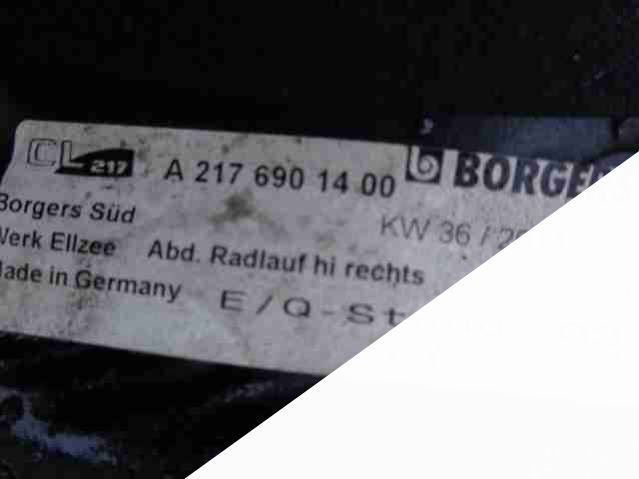 CL 217 A 217 690 14 00 BORGE
Borgers Süd KW 36 /
Werk Ellzee Abd. Radlauf hi rechts
Made in Germany E/Q-St